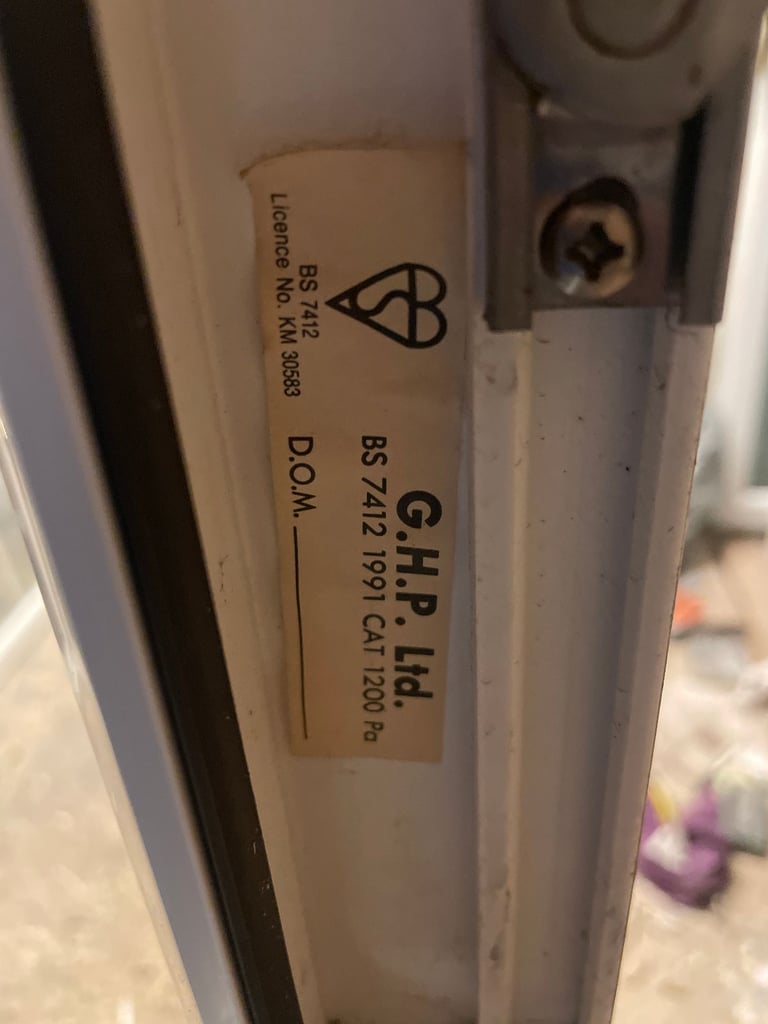 G.H.P. Ltd.
BS 7412 1991 CAT 1200 Pa
BS 7412
Licence No. KM 30583
D.O.M.